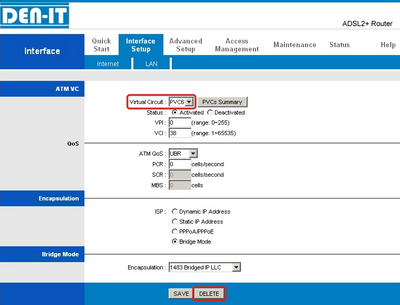 DEN-IT
ADSL2+ Router
Interface
Quick Start
Interface Setup
Advanced Setup
Access Management
Maintenance
Status
Help
Internet
LAN
ATM VC
Virtual Circuit : PVC6 PVCs Summary
Status : Activated Deactivated
VPI : 0 (range: 0~255)
VCI : 38 (range: 1~65535)
QoS
ATM QoS : UBR
PCR : 0 cells/second
SCR : 0 cells/second
MBS : 0 cells
Encapsulation
ISP : Dynamic IP Address
Static IP Address
PPPoA/PPPoE
Bridge Mode
Bridge Mode
Encapsulation : 1483 Bridged IP LLC
SAVE DELETE